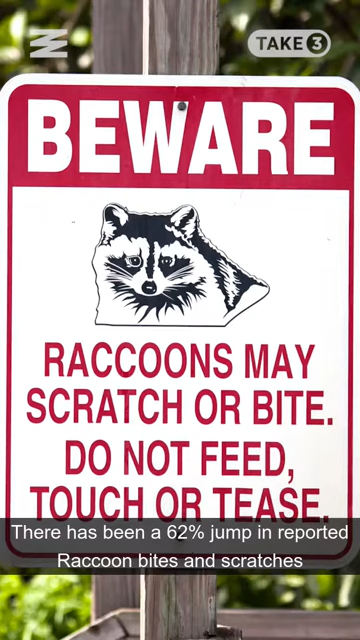 TAKE 3
BEWARE
RACCOONS MAY
SCRATCH OR BITE.
DO NOT FEED,
TOUCH OR TEASE.
There has been a 62% jump in reported
Raccoon bites and scratches